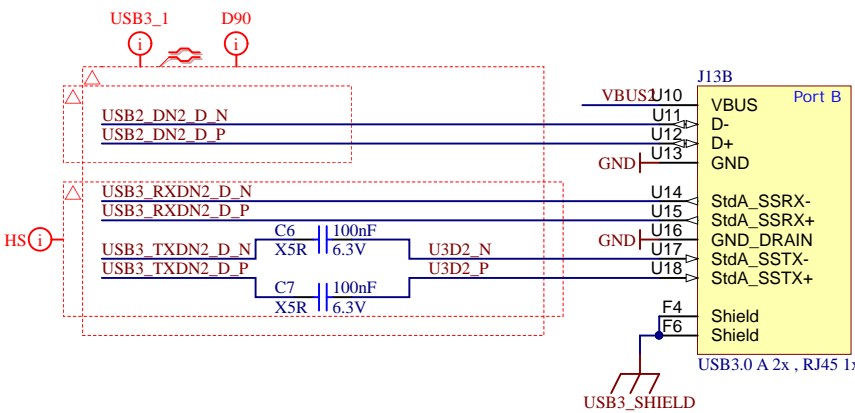 USB3_1
D90
J13B
Port B
VBUS2
U10
VBUS
USB2_DN2_D_N
U11
D-
USB2_DN2_D_P
U12
D+
GND
U13
GND
USB3_RXDN2_D_N
U14
StdA_SSRX-
USB3_RXDN2_D_P
U15
StdA_SSRX+
HS
C6
100nF
GND
U16
GND_DRAIN
USB3_TXDN2_D_N
X5R
6.3V
U3D2_N
U17
StdA_SSTX-
USB3_TXDN2_D_P
U3D2_P
U18
StdA_SSTX+
C7
100nF
X5R
6.3V
F4
Shield
F6
Shield
USB3.0 A 2x , RJ45 1x
USB3_SHIELD